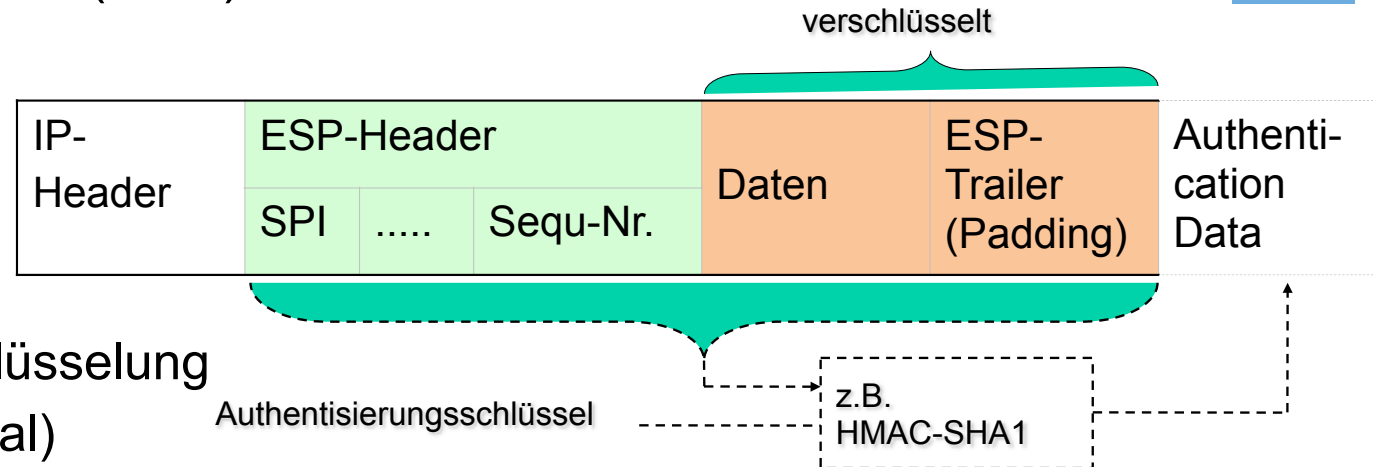 verschlüsselt
IP-
Header
ESP-Header
SPI
.....
Sequ-Nr.
Daten
ESP-
Trailer
(Padding)
Authenti-
cation
Data
lüsselung
al)
Authentisierungsschlüssel
z.B.
HMAC-SHA1